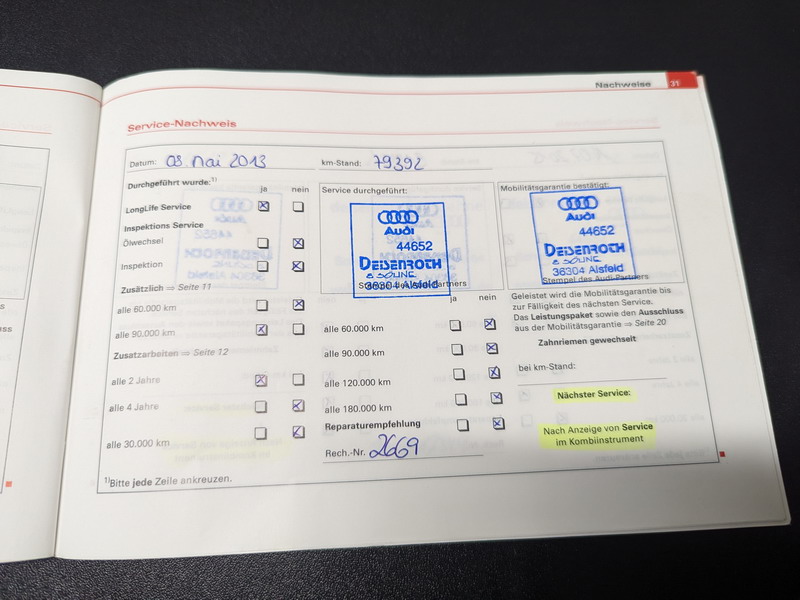 Nachweise 31
Service-Nachweis
Datum: 08. Mai 2013 km-Stand: 79392
Durchgeführt wurde:¹⁾ ja nein
LongLife Service
Inspektions Service
Ölwechsel
Inspektion
Zusätzlich ⇒ Seite 11
alle 60.000 km
alle 90.000 km
Zusatzarbeiten ⇒ Seite 12
alle 2 Jahre
alle 4 Jahre
alle 30.000 km
Service durchgeführt:
Audi
44652
DEISENROTH
& SÖHNE
36304 Alsfeld
Stempel des Audi-Partners
ja nein
alle 60.000 km
alle 90.000 km
alle 120.000 km
alle 180.000 km
Reparaturempfehlung
Rech.-Nr. 2669
Mobilitätsgarantie bestätigt:
Audi
44652
DEISENROTH
& SÖHNE
36304 Alsfeld
Stempel des Audi-Partners
Geleistet wird die Mobilitätsgarantie bis
zur Fälligkeit des nächsten Service.
Das Leistungspaket sowie den Ausschluss
aus der Mobilitätsgarantie ⇒ Seite 20
Zahnriemen gewechselt
bei km-Stand:
Nächster Service:
Nach Anzeige von Service
im Kombiinstrument
¹⁾Bitte jede Zeile ankreuzen.